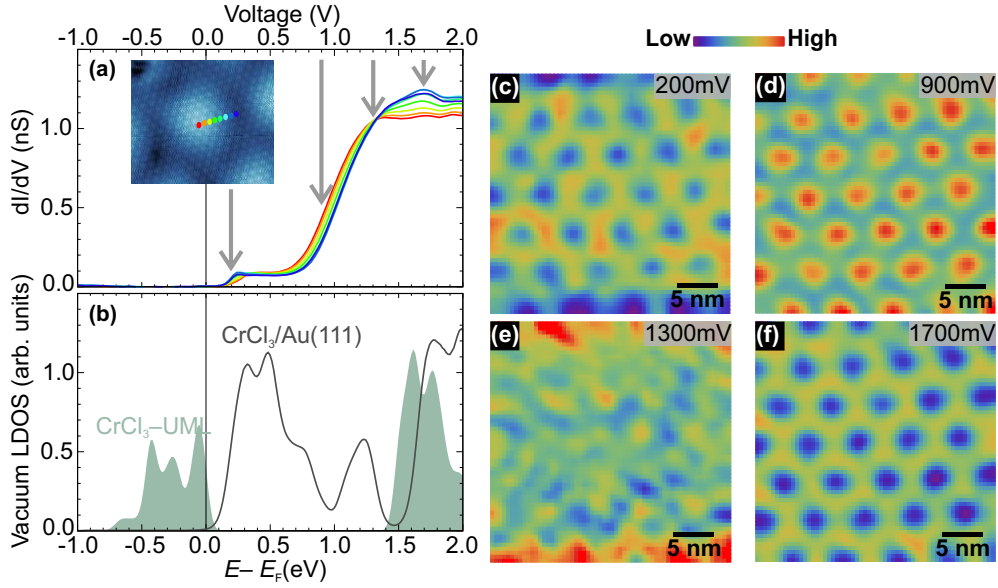 Voltage (V)
-1.0 0.0 0.5 1.0 1.5 2.0
(a)
dI/dV (nS)
1.0
0.5
0.0
(b)
CrCl3/Au(111)
CrCl3–UML
Vacuum LDOS (arb. units)
1.0
0.5
0.0
-1.0 -0.5 0.0 0.5 1.0 1.5 2.0
E– EF(eV)
Low High
(c) 200mV
5 nm
(d) 900mV
5 nm
(e) 1300mV
5 nm
(f) 1700mV
5 nm